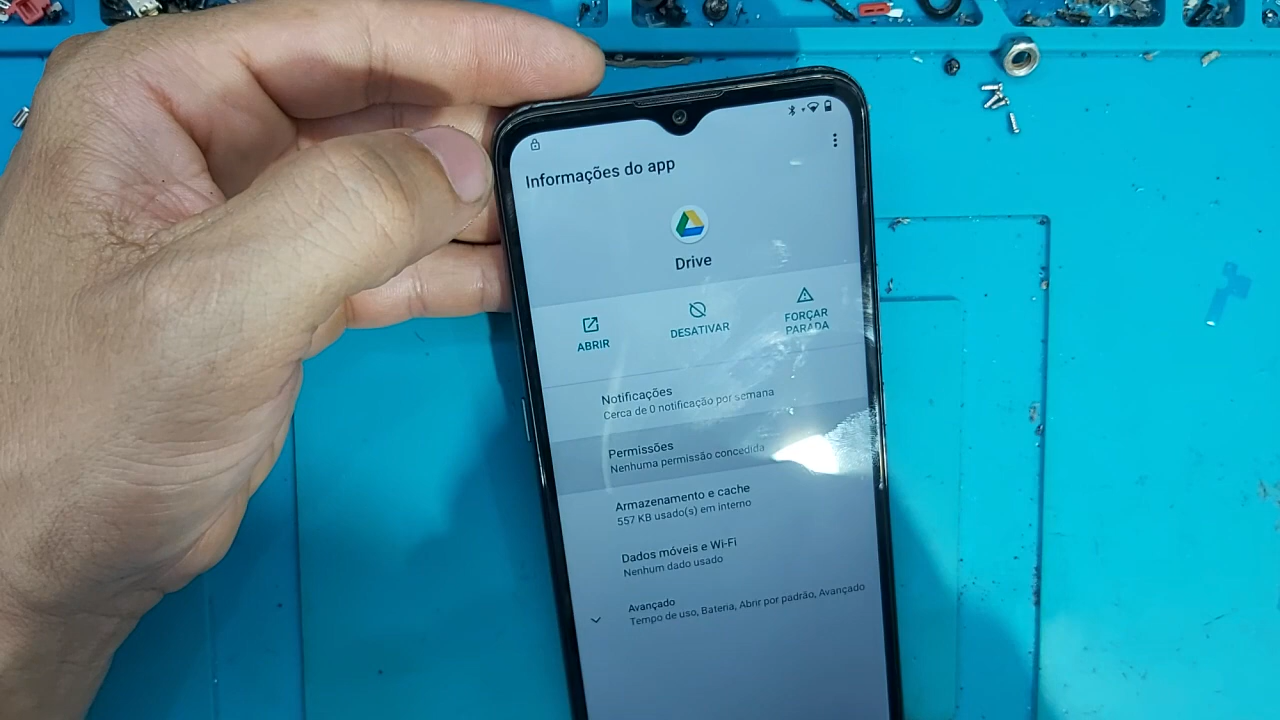 Informações do app
Drive
ABRIR
DESATIVAR
FORÇAR
PARADA
Notificações
Cerca de 0 notificação por semana
Permissões
Nenhuma permissão concedida
Armazenamento e cache
557 KB usado(s) em interno
Dados móveis e Wi-Fi
Nenhum dado usado
Avançado
Tempo de uso, Bateria, Abrir por padrão, Avançado